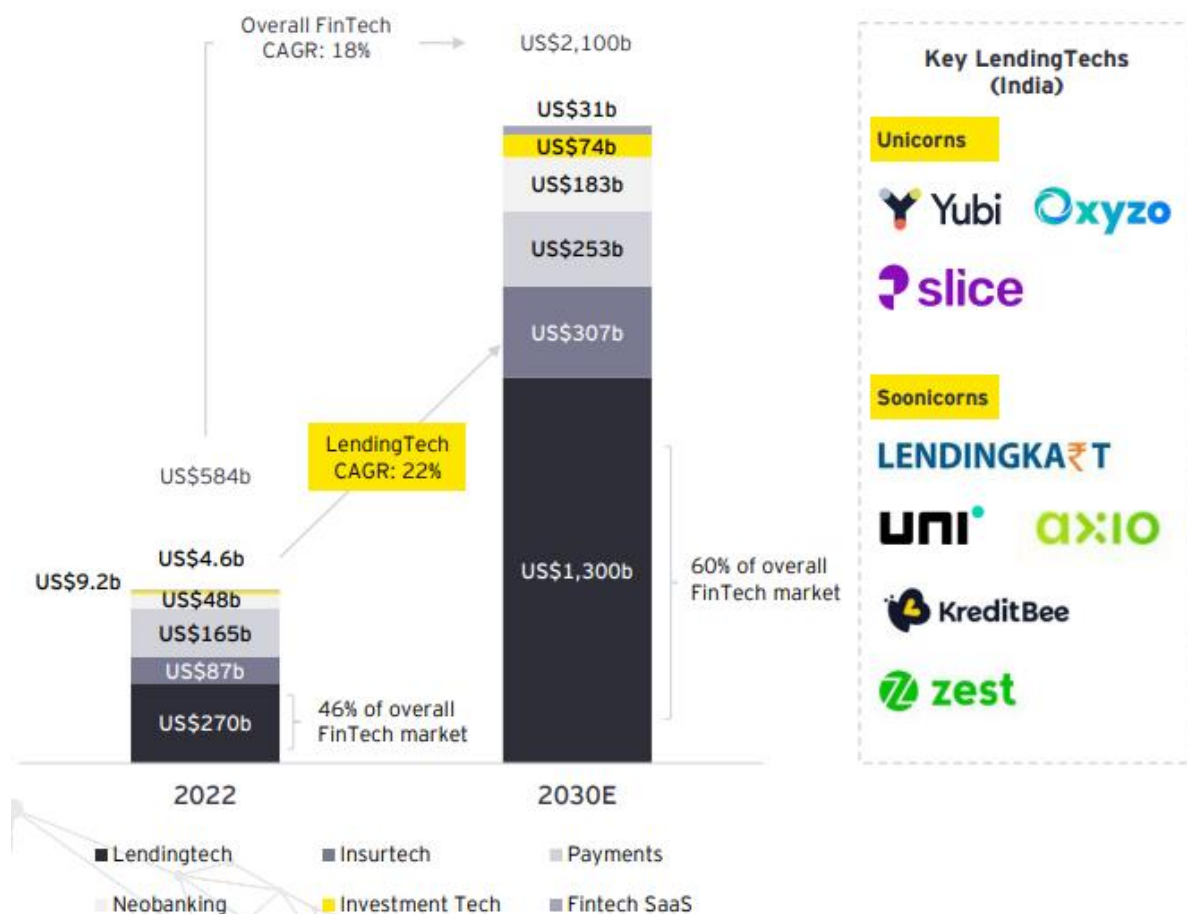 Overall FinTech
CAGR: 18%
US$2,100b
US$31b
US$74b
US$183b
US$253b
US$307b
LendingTech
CAGR: 22%
US$584b
US$4.6b
US$9.2b
US$48b
US$165b
US$87b
US$270b
46% of overall
FinTech market
US$1,300b
60% of overall
FinTech market
2022
2030E
Lendingtech
Insurtech
Payments
Neobanking
Investment Tech
Fintech SaaS
Key LendingTechs
(India)
Unicorns
Yubi
Oxyzo
slice
Soonicorns
LENDINGKA₹T
uni
axio
KreditBee
zest